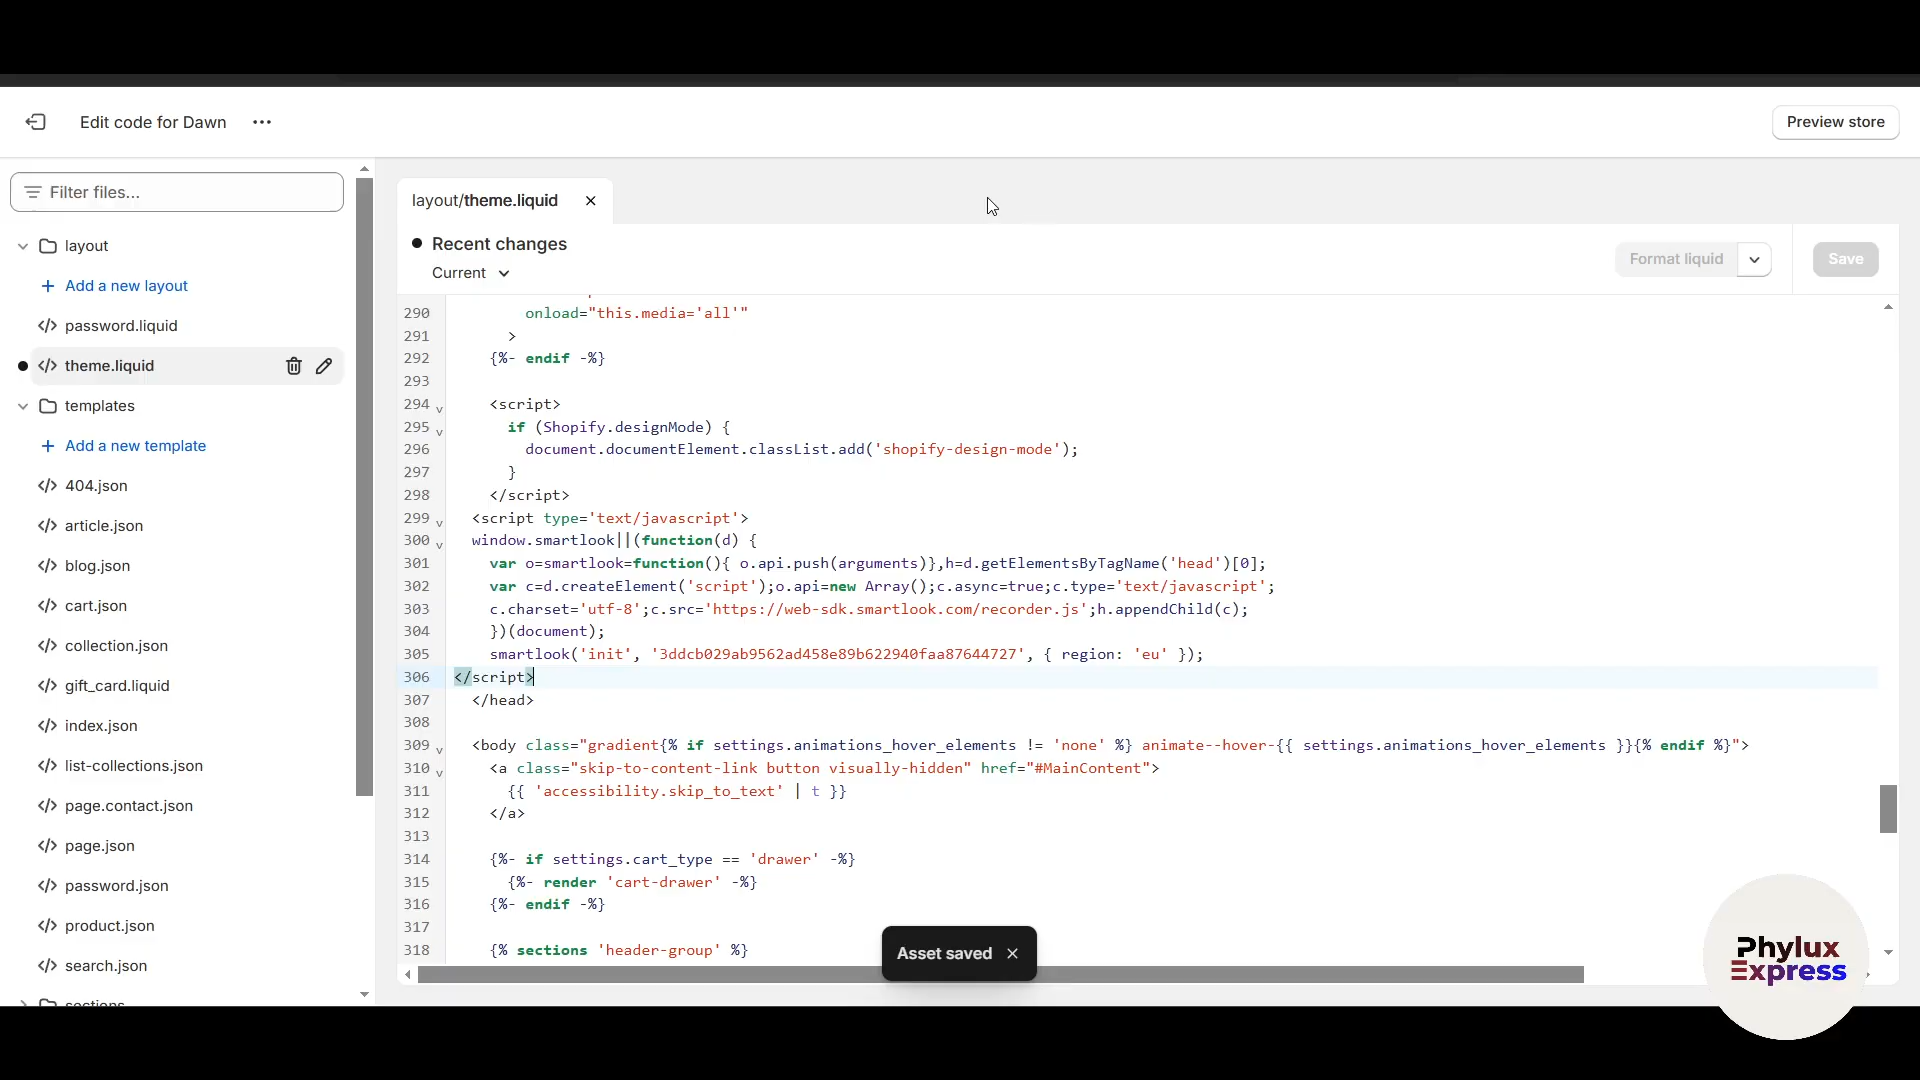 Edit code for Dawn
Preview store
Filter files...
layout
Add a new layout
password.liquid
theme.liquid
templates
Add a new template
404.json
article.json
blog.json
cart.json
collection.json
gift_card.liquid
index.json
list-collections.json
page.contact.json
page.json
password.json
product.json
search.json
sections
layout/theme.liquid
Recent changes
Current
Format liquid
Save
290 onload="this.media='all'"
291 >
292 {%- endif -%}
293
294 <script>
295 if (Shopify.designMode) {
296 document.documentElement.classList.add('shopify-design-mode');
297 }
298 </script>
299 <script type='text/javascript'>
300 window.smartlook||(function(d) {
301 var o=smartlook=function(){ o.api.push(arguments)},h=d.getElementsByTagName('head')[0];
302 var c=d.createElement('script');o.api=new Array();c.async=true;c.type='text/javascript';
303 c.charset='utf-8';c.src='https://web-sdk.smartlook.com/recorder.js';h.appendChild(c);
304 })(document);
305 smartlook('init', '3ddcb029ab9562ad458e89b622940faa87644727', { region: 'eu' });
306 </script>
307 </head>
308
309 <body class="gradient{% if settings.animations_hover_elements != 'none' %} animate--hover-{{ settings.animations_hover_elements }}{% endif %}">
310 <a class="skip-to-content-link button visually-hidden" href="#MainContent">
311 {{ 'accessibility.skip_to_text' | t }}
312 </a>
313
314 {%- if settings.cart_type == 'drawer' -%}
315 {%- render 'cart-drawer' -%}
316 {%- endif -%}
317
318 {% sections 'header-group' %}
Asset saved
Phylux
Express